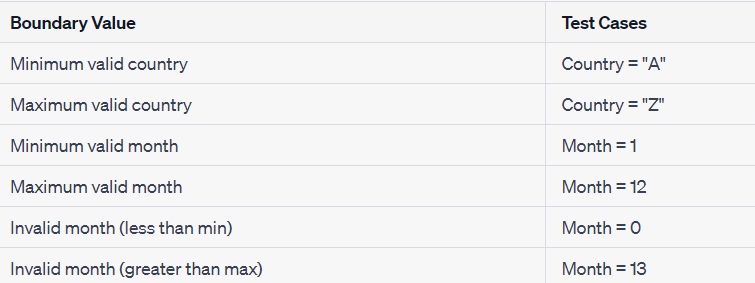 Boundary Value Test Cases
Minimum valid country Country = "A"
Maximum valid country Country = "Z"
Minimum valid month Month = 1
Maximum valid month Month = 12
Invalid month (less than min) Month = 0
Invalid month (greater than max) Month = 13